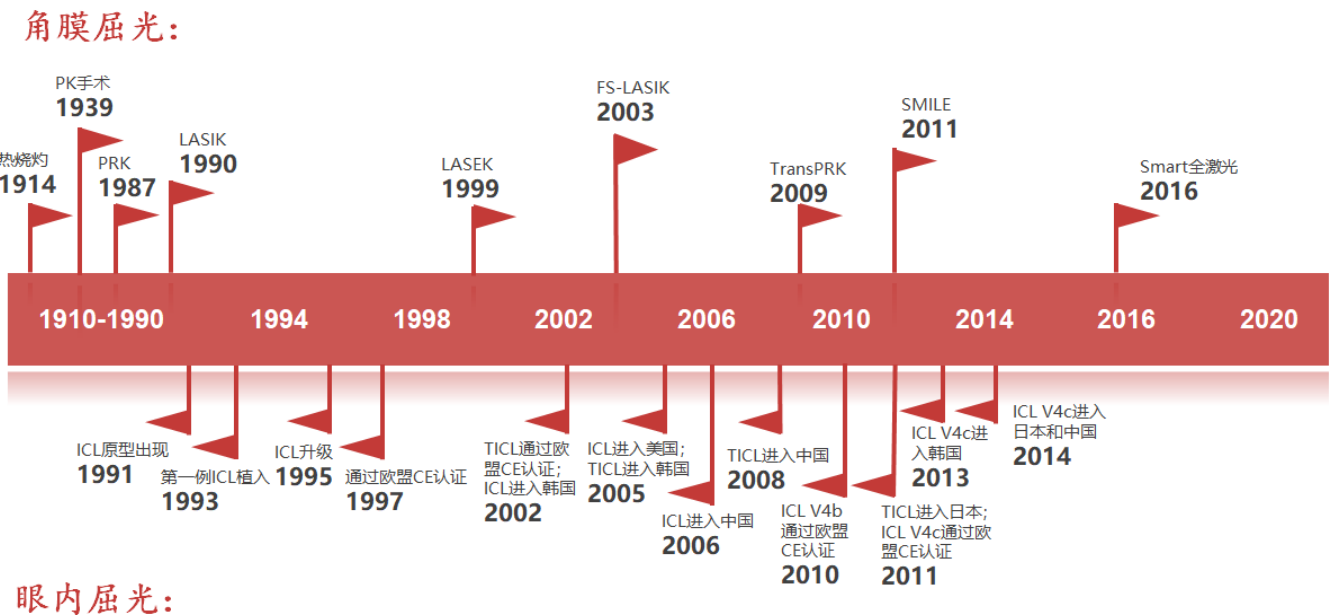 角膜屈光：
热烧灼
1914
PK手术
1939
PRK
1987
LASIK
1990
LASEK
1999
FS-LASIK
2003
TransPRK
2009
SMILE
2011
Smart全激光
2016
1910-1990
1994
1998
2002
2006
2010
2014
2016
2020
ICL原型出现
1991
第一例ICL植入
1993
ICL升级
1995
通过欧盟CE认证
1997
TICL通过欧
盟CE认证；
ICL进入韩国
2002
ICL进入美国；
TICL进入韩国
2005
ICL进入中国
2006
TICL进入中国
2008
ICL V4b
通过欧盟
CE认证
2010
TICL进入日本；
ICL V4c通过欧
盟CE认证
2011
ICL V4c进
入韩国
2013
ICL V4c进入
日本和中国
2014
眼内屈光：